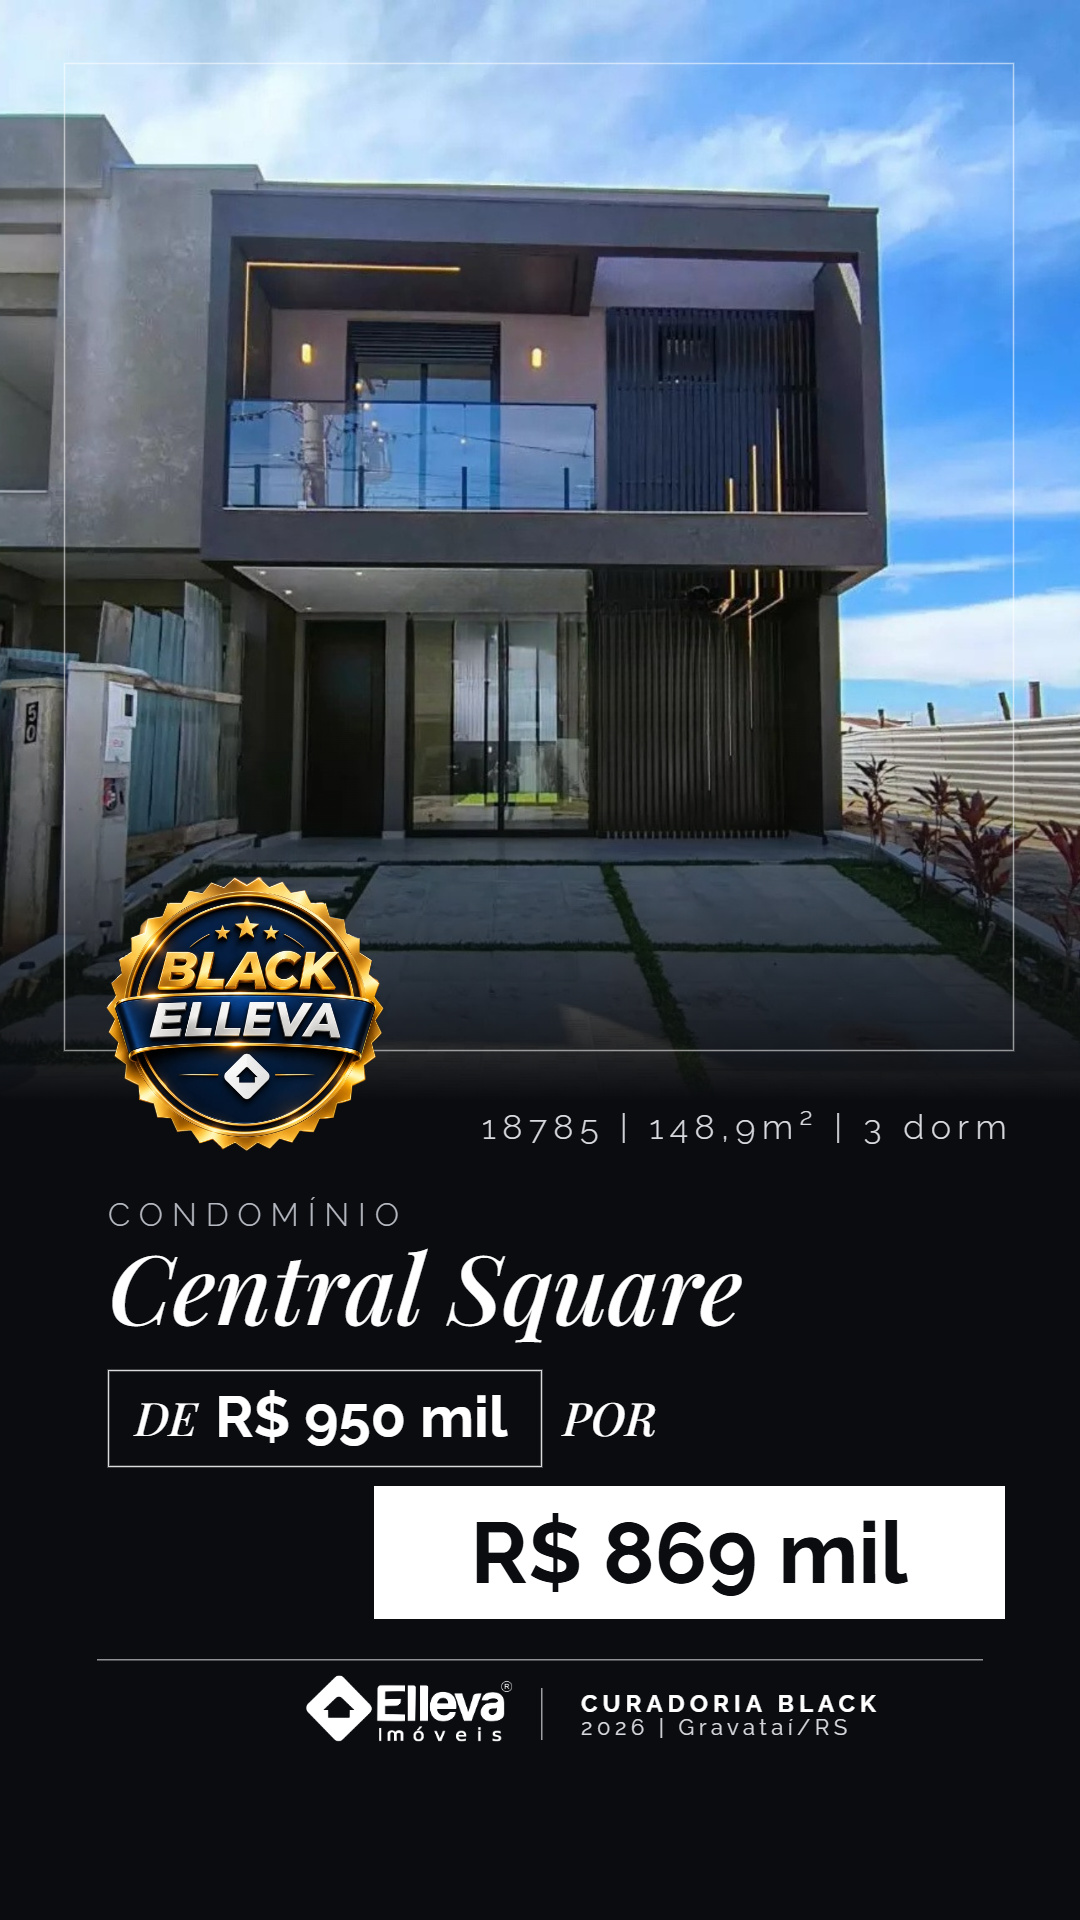 50
BLACK
ELLEVA
18785 | 148,9m² | 3 dorm
CONDOMÍNIO
Central Square
DE R$ 950 mil POR
R$ 869 mil
Elleva®
Imóveis
CURADORIA BLACK
2026 | Gravataí/RS